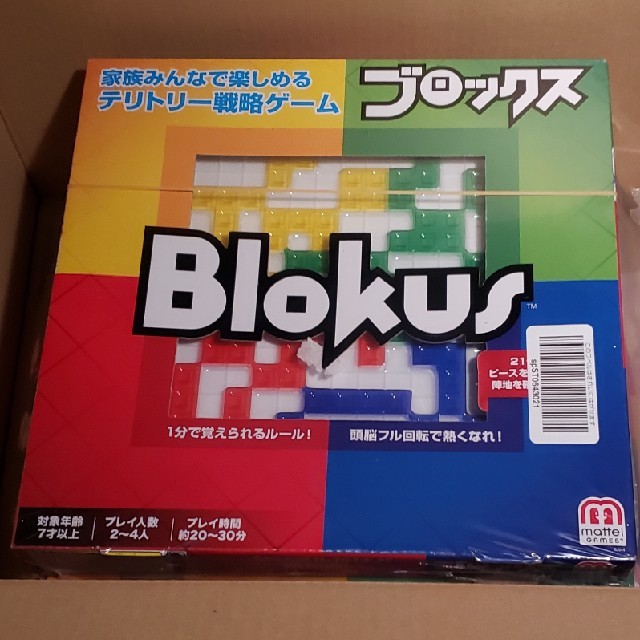 家族みんなで楽しめる
テリトリー戦略ゲーム
ブロックス
Blokus™
1分で覚えられるルール!
頭脳フル回転で熱くなれ!
対象年齢
7才以上
プレイ人数
2〜4人
プレイ時間
約20〜30分
mattel
GAMES